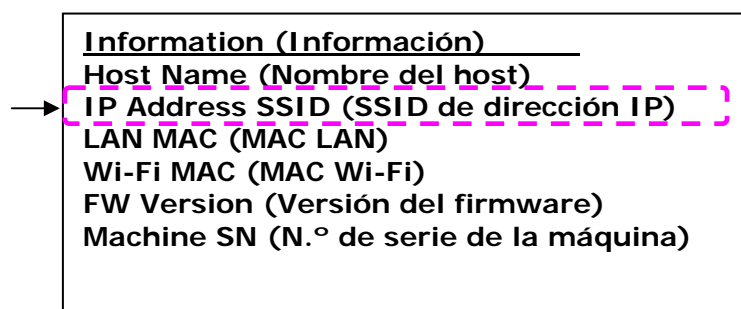 Information (Información)
Host Name (Nombre del host)
IP Address SSID (SSID de dirección IP)
LAN MAC (MAC LAN)
Wi-Fi MAC (MAC Wi-Fi)
FW Version (Versión del firmware)
Machine SN (N.º de serie de la máquina)